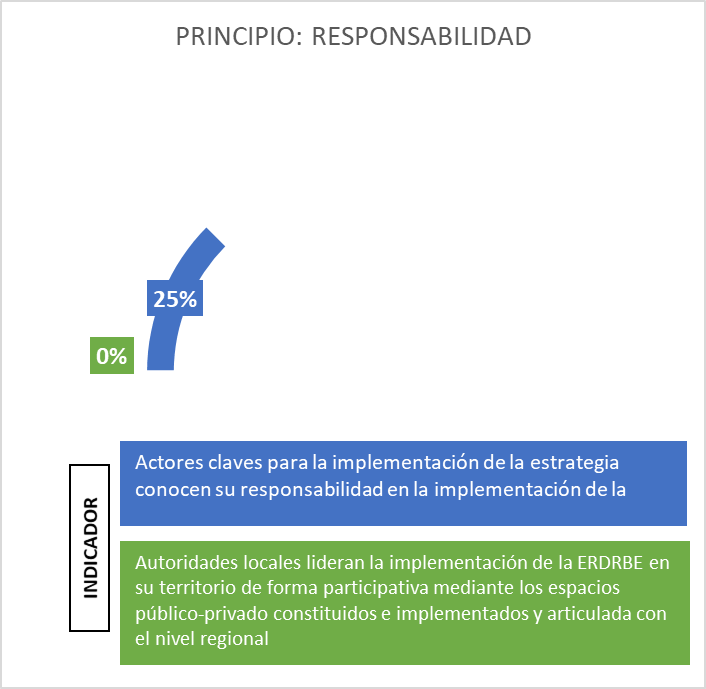 PRINCIPIO: RESPONSABILIDAD
25%
0%
INDICADOR
Actores claves para la implementación de la estrategia
conocen su responsabilidad en la implementación de la
Autoridades locales lideran la implementación de la ERDRBE en
su territorio de forma participativa mediante los espacios
público-privado constituidos e implementados y articulada con
el nivel regional